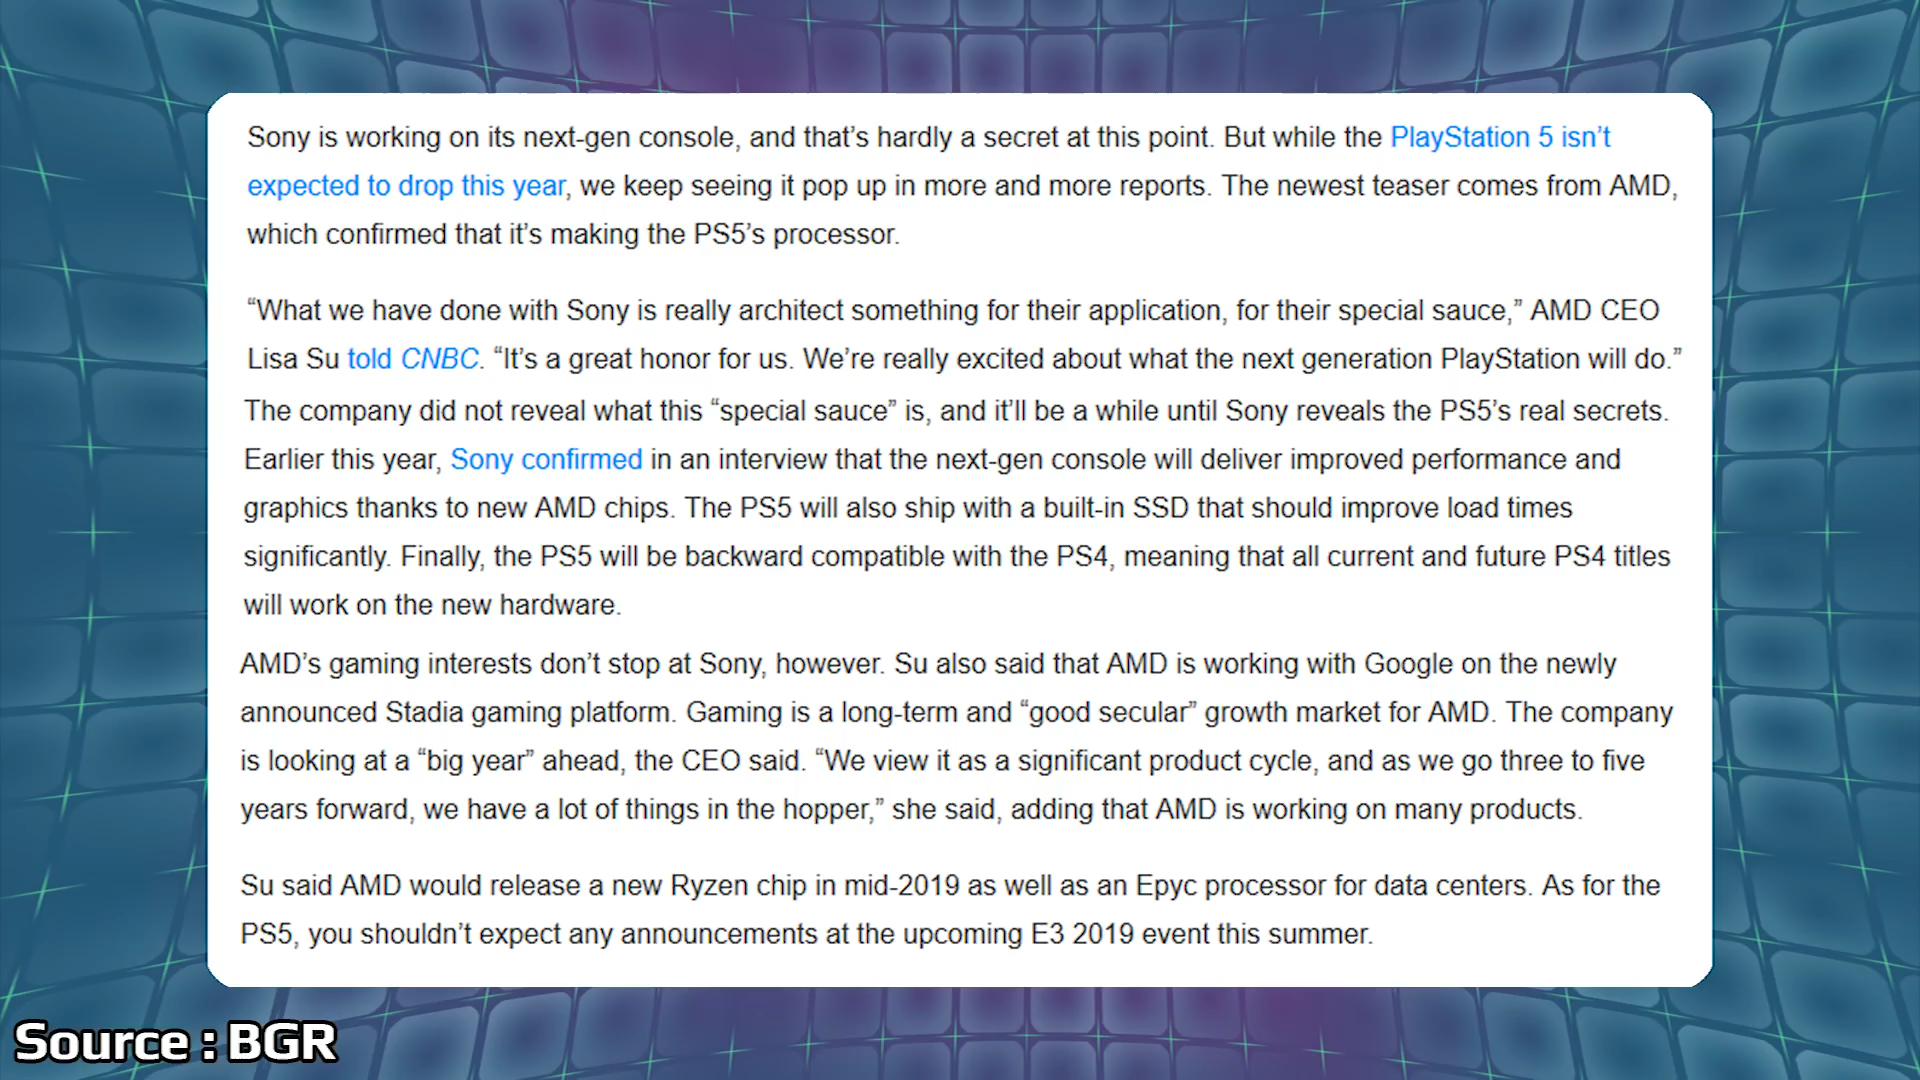 Sony is working on its next-gen console, and that’s hardly a secret at this point. But while the PlayStation 5 isn’t
expected to drop this year, we keep seeing it pop up in more and more reports. The newest teaser comes from AMD,
which confirmed that it’s making the PS5’s processor.
“What we have done with Sony is really architect something for their application, for their special sauce,” AMD CEO
Lisa Su told CNBC. “It’s a great honor for us. We’re really excited about what the next generation PlayStation will do.”
The company did not reveal what this “special sauce” is, and it’ll be a while until Sony reveals the PS5’s real secrets.
Earlier this year, Sony confirmed in an interview that the next-gen console will deliver improved performance and
graphics thanks to new AMD chips. The PS5 will also ship with a built-in SSD that should improve load times
significantly. Finally, the PS5 will be backward compatible with the PS4, meaning that all current and future PS4 titles
will work on the new hardware.
AMD’s gaming interests don’t stop at Sony, however. Su also said that AMD is working with Google on the newly
announced Stadia gaming platform. Gaming is a long-term and “good secular” growth market for AMD. The company
is looking at a “big year” ahead, the CEO said. “We view it as a significant product cycle, and as we go three to five
years forward, we have a lot of things in the hopper,” she said, adding that AMD is working on many products.
Su said AMD would release a new Ryzen chip in mid-2019 as well as an Epyc processor for data centers. As for the
PS5, you shouldn’t expect any announcements at the upcoming E3 2019 event this summer.
Source : BGR